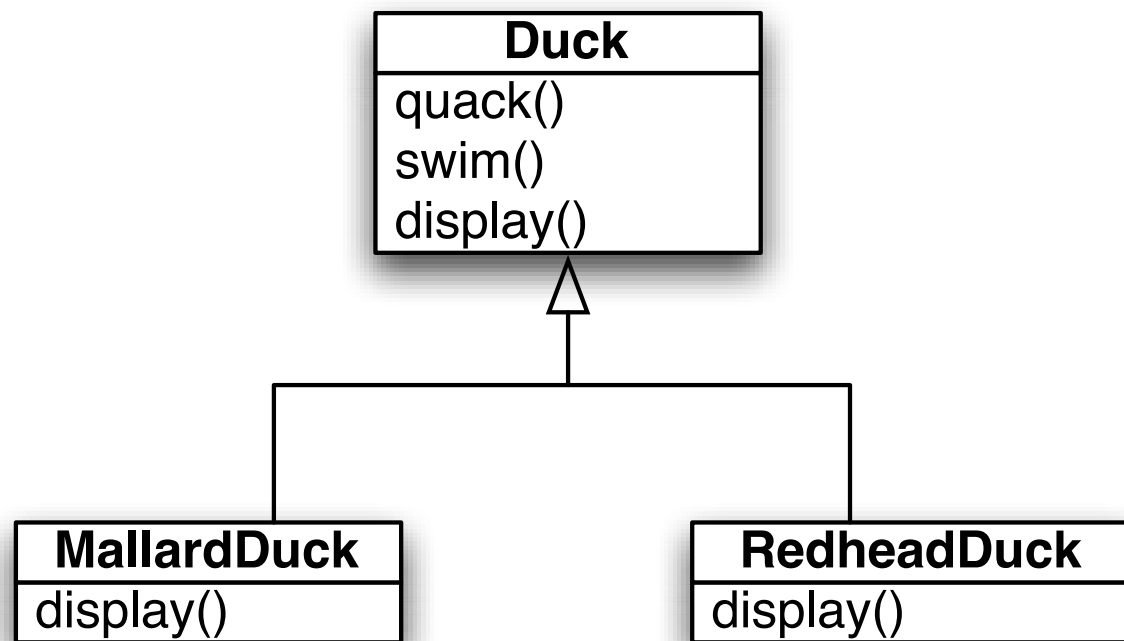 Duck
quack()
swim()
display()
MallardDuck
RedheadDuck
display()
display()